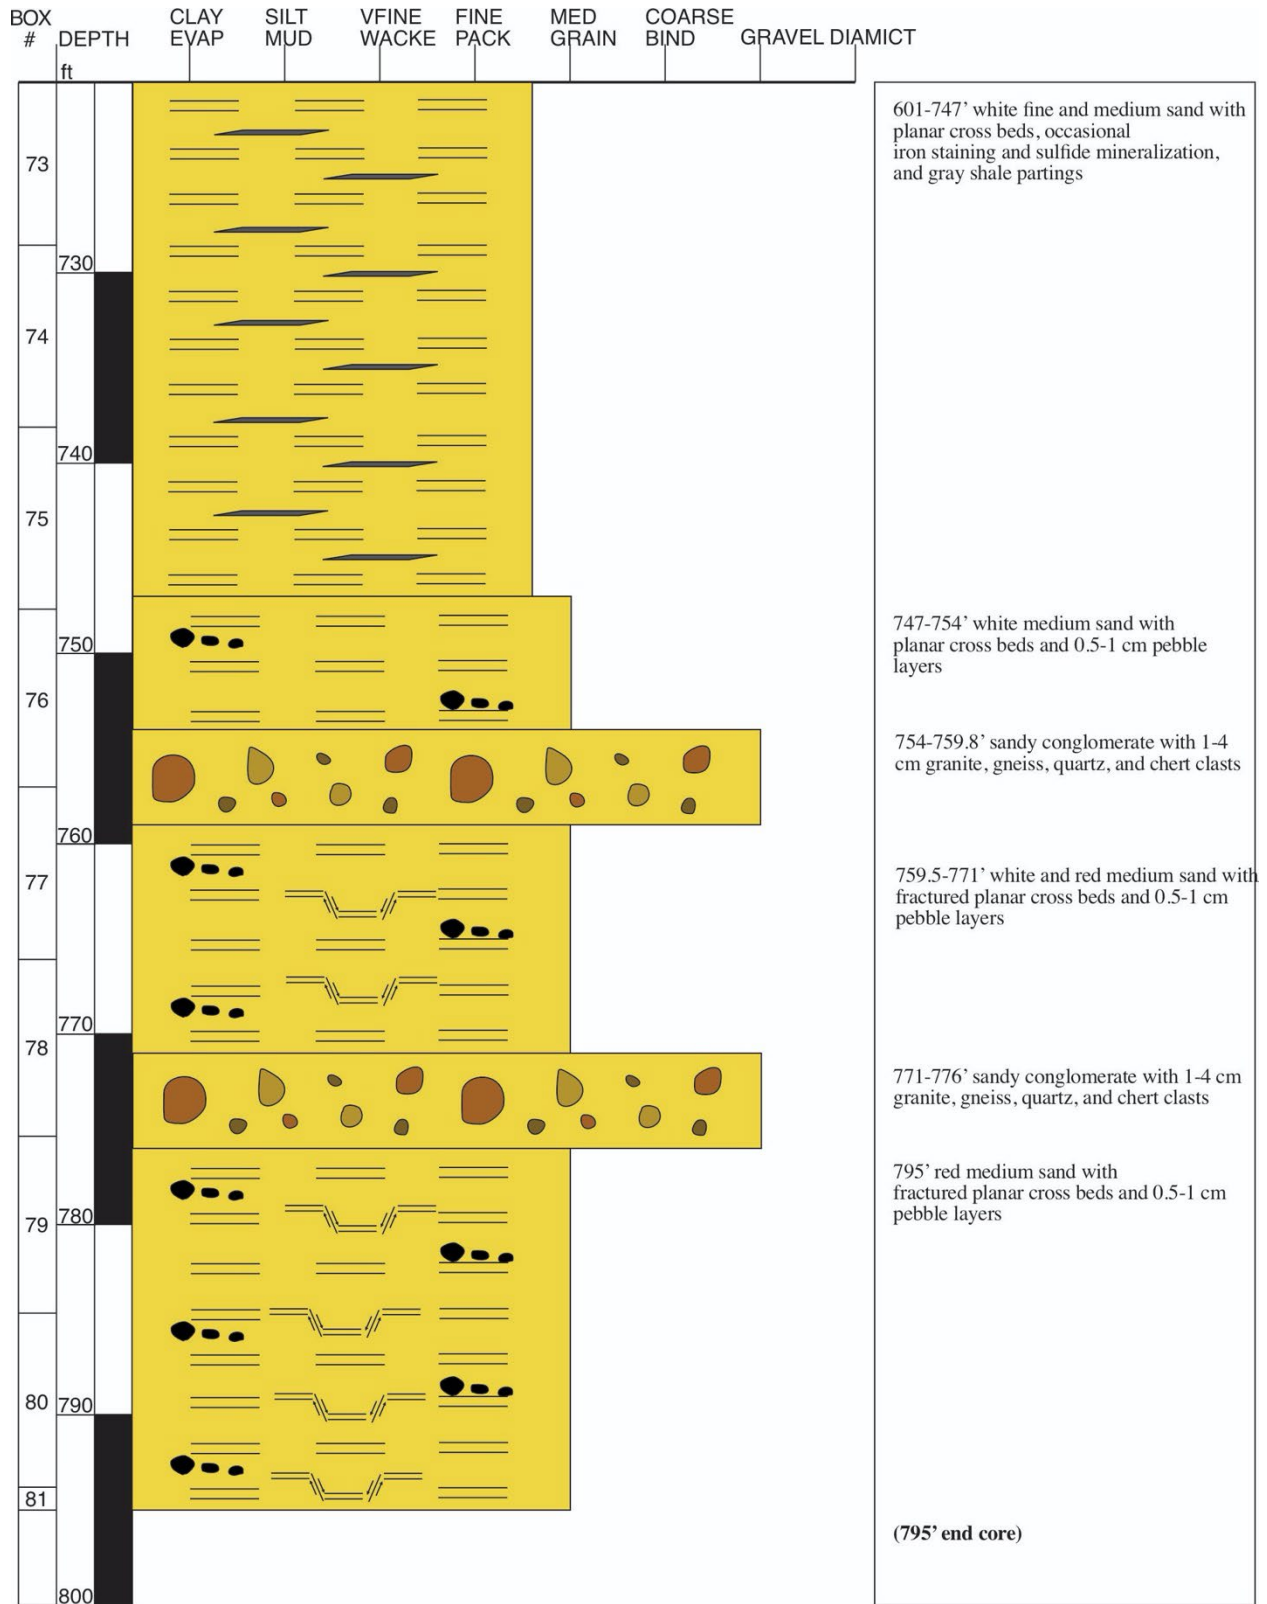 BOX
#
DEPTH
CLAY
EVAP
SILT
MUD
VFINE
WACKE
FINE
PACK
MED
GRAIN
COARSE
BIND
GRAVEL
DIAMICT
ft
73
74
75
76
77
78
79
80
81
730
740
750
760
770
780
790
800
601-747’ white fine and medium sand with
planar cross beds, occasional
iron staining and sulfide mineralization,
and gray shale partings
747-754’ white medium sand with
planar cross beds and 0.5-1 cm pebble
layers
754-759.8’ sandy conglomerate with 1-4
cm granite, gneiss, quartz, and chert clasts
759.5-771’ white and red medium sand with
fractured planar cross beds and 0.5-1 cm
pebble layers
771-776’ sandy conglomerate with 1-4 cm
granite, gneiss, quartz, and chert clasts
795’ red medium sand with
fractured planar cross beds and 0.5-1 cm
pebble layers
(795’ end core)